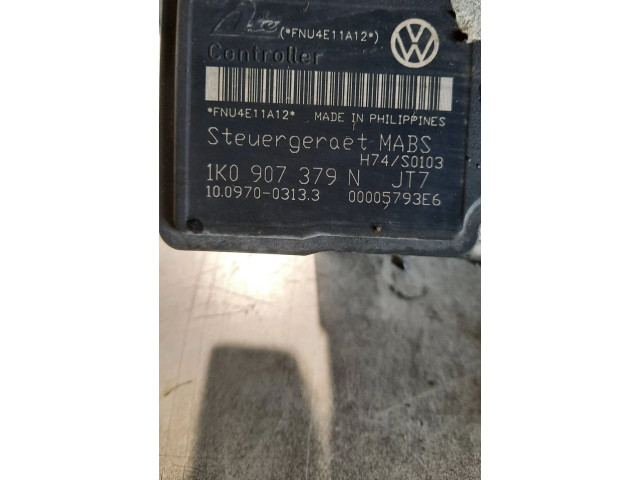 Ate (*FNU4E11A12*)
Controller
*FNU4E11A12* MADE IN PHILIPPINES
Steuergeraet MABS
H74/S0103
1K0 907 379 N JT7
10.0970-0313.3 00005793E6